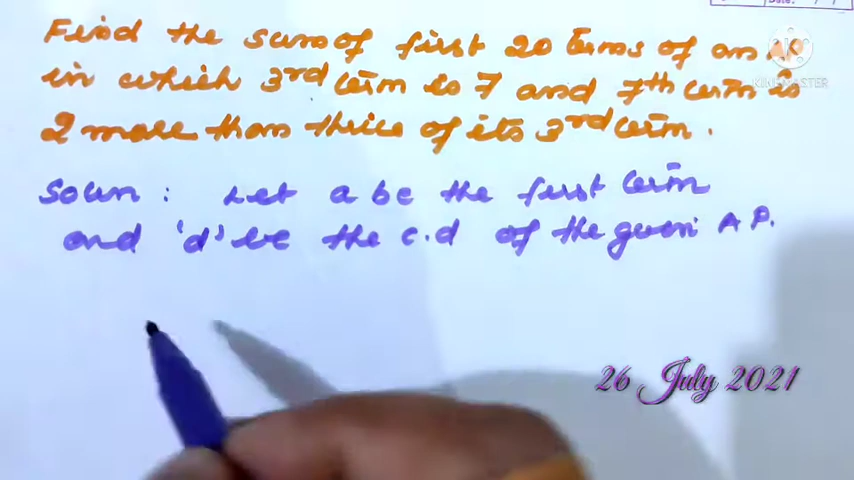 Find the sum of first 20 terms of an AP
KINEMASTER
in which 3rd term is 7 and 7th term is
2 more than thrice of its 3rd term.
Soln : Let a be the first term
and 'd' be the c.d of the given A P.
26 July 2021